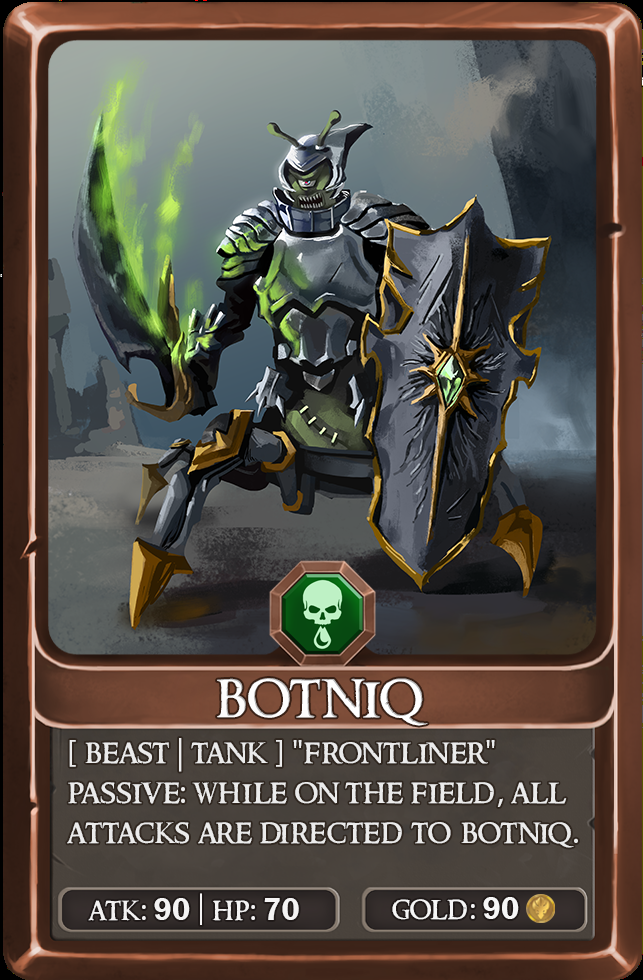 BOTNIQ
[ BEAST | TANK ] "FRONTLINER"
PASSIVE: WHILE ON THE FIELD, ALL
ATTACKS ARE DIRECTED TO BOTNIQ.
ATK: 90 | HP: 70
GOLD: 90